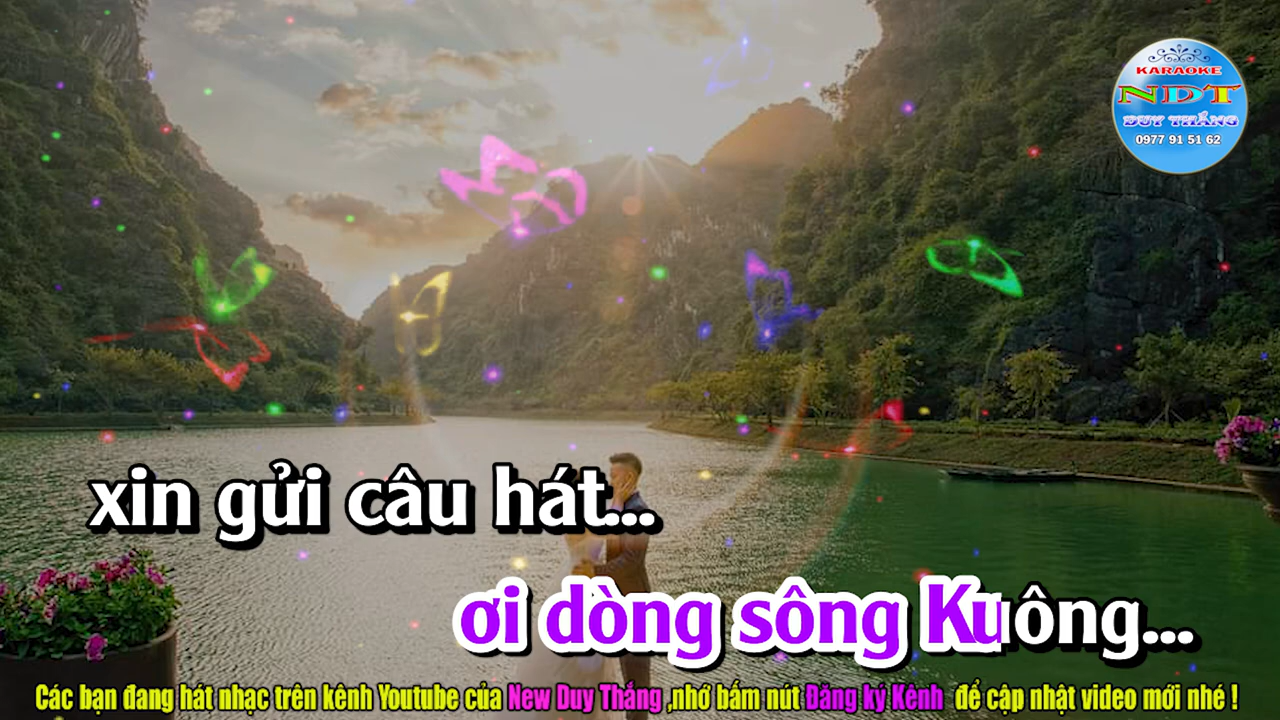 KARAOKE
NDT
DUY THẮNG
0977 91 51 62
xin gửi câu hát...
ơi dòng sông Kuông...
Các bạn đang hát nhạc trên kênh Youtube của New Duy Thắng ,nhớ bấm nút Đăng ký Kênh để cập nhật video mới nhé !